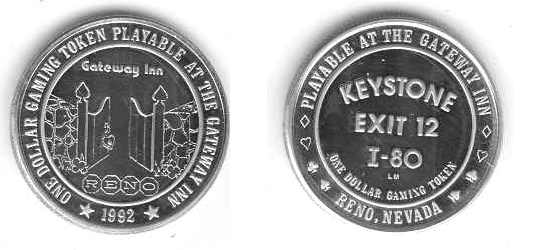 ONE DOLLAR GAMING TOKEN PLAYABLE AT THE GATEWAY INN
Gateway Inn
RENO
★ 1992 ★
PLAYABLE AT THE GATEWAY INN
KEYSTONE
EXIT 12
I-80
LM
ONE DOLLAR GAMING TOKEN
RENO, NEVADA